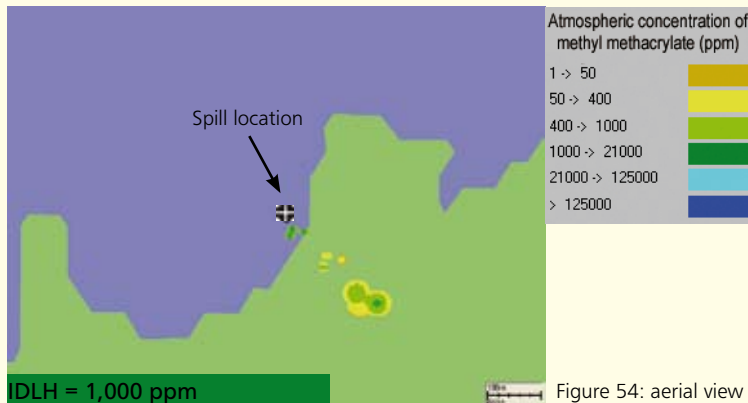 Atmospheric concentration of
methyl methacrylate (ppm)
1 -> 50
50 -> 400
400 -> 1000
1000 -> 21000
21000 -> 125000
> 125000
Spill location
IDLH = 1,000 ppm
Figure 54: aerial view